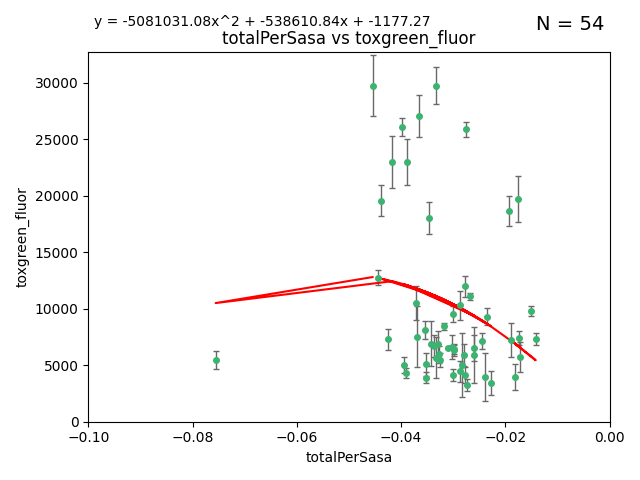 y = -5081031.08x^2 + -538610.84x + -1177.27
N = 54
totalPerSasa vs toxgreen_fluor
30000
25000
20000
15000
10000
5000
0
toxgreen_fluor
−0.10
−0.08
−0.06
−0.04
−0.02
0.00
totalPerSasa